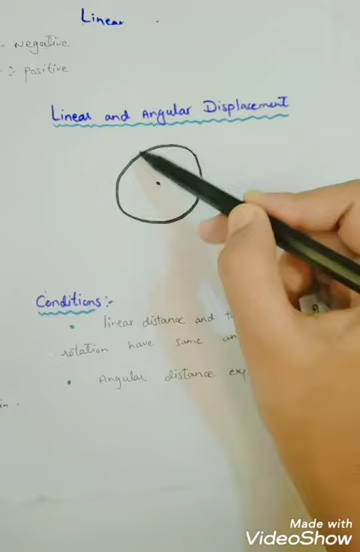 Linear
- Negative
- : positive
Linear and Angular Displacement
Conditions:-
• linear distance and
rotation have same
• Angular distance
Made with
VideoShow